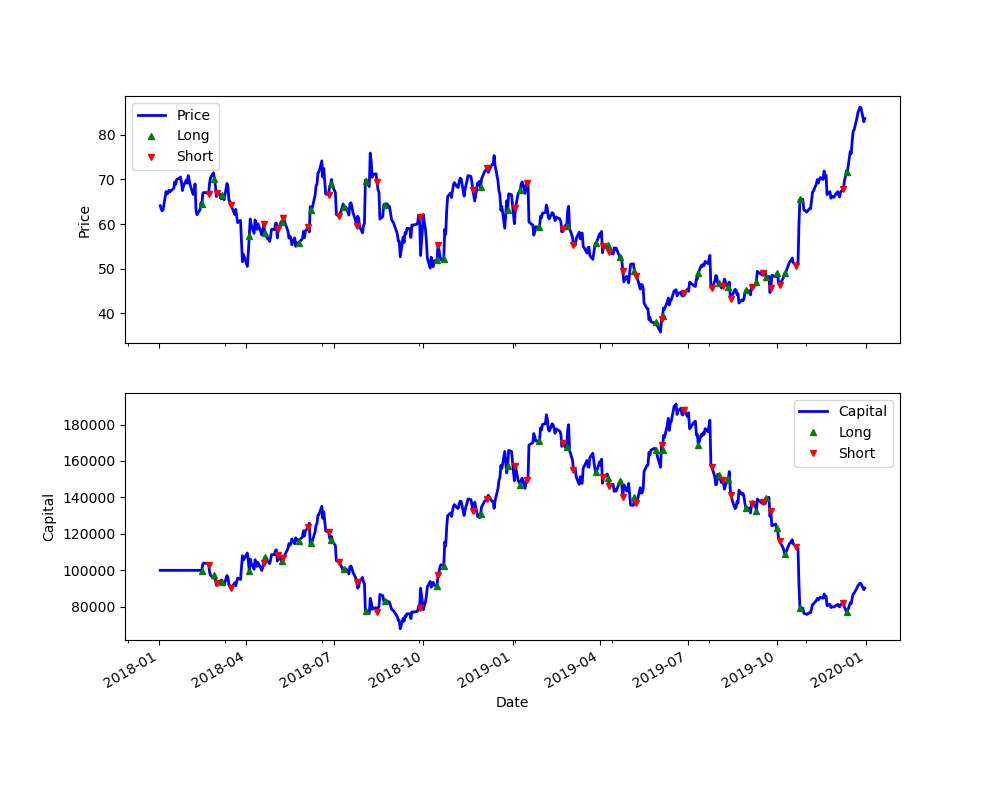 Price
Long
Short
80
70
60
50
40
Price
Capital
Long
Short
180000
160000
140000
120000
100000
80000
Capital
2018-01
2018-04
2018-07
2018-10
2019-01
2019-04
2019-07
2019-10
2020-01
Date